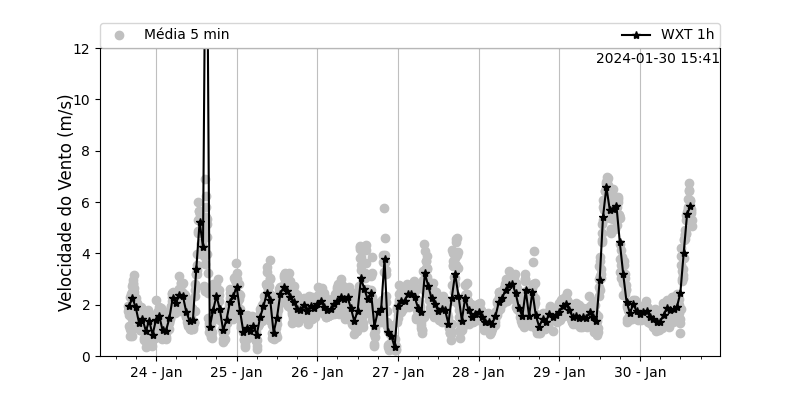 Média 5 min
WXT 1h
2024-01-30 15:41
Velocidade do Vento (m/s)
12
10
8
6
4
2
0
24 - Jan
25 - Jan
26 - Jan
27 - Jan
28 - Jan
29 - Jan
30 - Jan